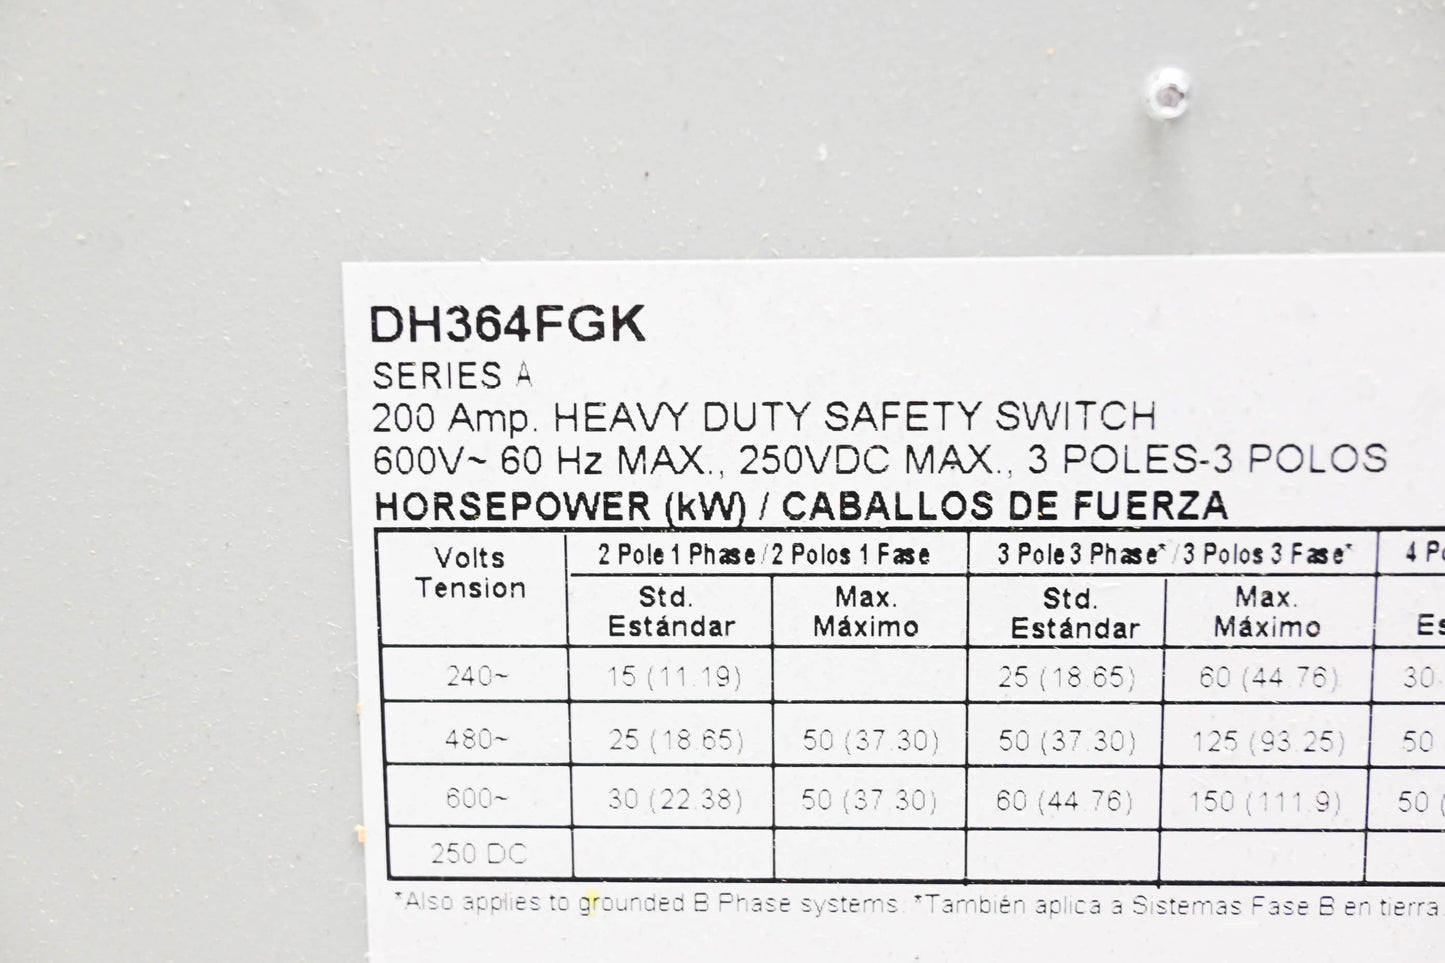 DH364FGK
SERIES A
200 Amp. HEAVY DUTY SAFETY SWITCH
600V~ 60 Hz MAX., 250VDC MAX., 3 POLES-3 POLOS
HORSEPOWER (kW) / CABALLOS DE FUERZA
Volts Tension 2 Pole 1 Phase/2 Polos 1 Fase 3 Pole 3 Phase*/3 Polos 3 Fase* 4
Std. Estándar Max. Máximo Std. Estándar Max. Máximo
240~ 15 (11.19) 25 (18.65) 60 (44.76) 30
480~ 25 (18.65) 50 (37.30) 50 (37.30) 125 (93.25) 50
600~ 30 (22.38) 50 (37.30) 60 (44.76) 150 (111.9) 50 (
250 DC
*Also applies to grounded B Phase systems. *También aplica a Sistemas Fase B en tierra